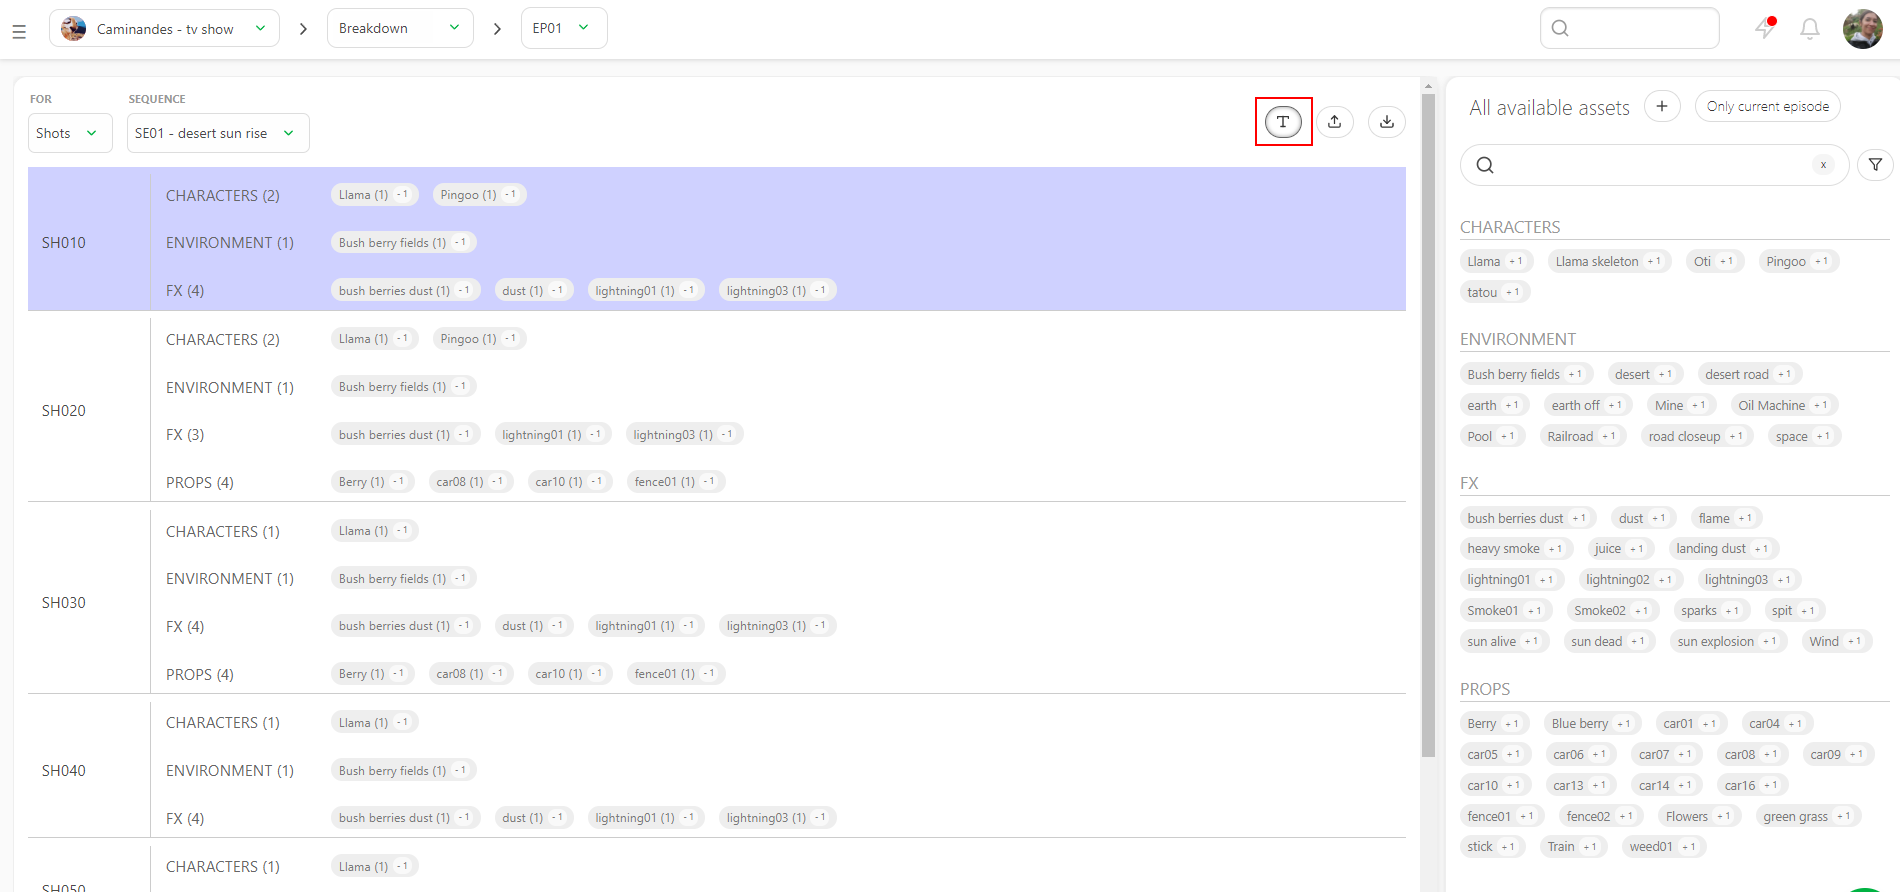 Caminandes - tv show
Breakdown
EP01
FOR
SEQUENCE
Shots
SE01 - desert sun rise
T
SH010
CHARACTERS (2)
Llama (1) - 1
Pingoo (1) - 1
ENVIRONMENT (1)
Bush berry fields (1) - 1
FX (4)
bush berries dust (1) - 1
dust (1) - 1
lightning01 (1) - 1
lightning03 (1) - 1
SH020
CHARACTERS (2)
Llama (1) - 1
Pingoo (1) - 1
ENVIRONMENT (1)
Bush berry fields (1) - 1
FX (3)
bush berries dust (1) - 1
lightning01 (1) - 1
lightning03 (1) - 1
PROPS (4)
Berry (1) - 1
car08 (1) - 1
car10 (1) - 1
fence01 (1) - 1
SH030
CHARACTERS (1)
Llama (1) - 1
ENVIRONMENT (1)
Bush berry fields (1) - 1
FX (4)
bush berries dust (1) - 1
dust (1) - 1
lightning01 (1) - 1
lightning03 (1) - 1
PROPS (4)
Berry (1) - 1
car08 (1) - 1
car10 (1) - 1
fence01 (1) - 1
SH040
CHARACTERS (1)
Llama (1) - 1
ENVIRONMENT (1)
Bush berry fields (1) - 1
FX (4)
bush berries dust (1) - 1
dust (1) - 1
lightning01 (1) - 1
lightning03 (1) - 1
SH050
CHARACTERS (1)
Llama (1) - 1
All available assets
+
Only current episode
x
CHARACTERS
Llama + 1 Llama skeleton + 1 Oti + 1 Pingoo + 1
tatou + 1
ENVIRONMENT
Bush berry fields + 1 desert + 1 desert road + 1
earth + 1 earth off + 1 Mine + 1 Oil Machine + 1
Pool + 1 Railroad + 1 road closeup + 1 space + 1
FX
bush berries dust + 1 dust + 1 flame + 1
heavy smoke + 1 juice + 1 landing dust + 1
lightning01 + 1 lightning02 + 1 lightning03 + 1
Smoke01 + 1 Smoke02 + 1 sparks + 1 spit + 1
sun alive + 1 sun dead + 1 sun explosion + 1 Wind + 1
PROPS
Berry + 1 Blue berry + 1 car01 + 1 car04 + 1
car05 + 1 car06 + 1 car07 + 1 car08 + 1 car09 + 1
car10 + 1 car13 + 1 car14 + 1 car16 + 1
fence01 + 1 fence02 + 1 Flowers + 1 green grass + 1
stick + 1 Train + 1 weed01 + 1